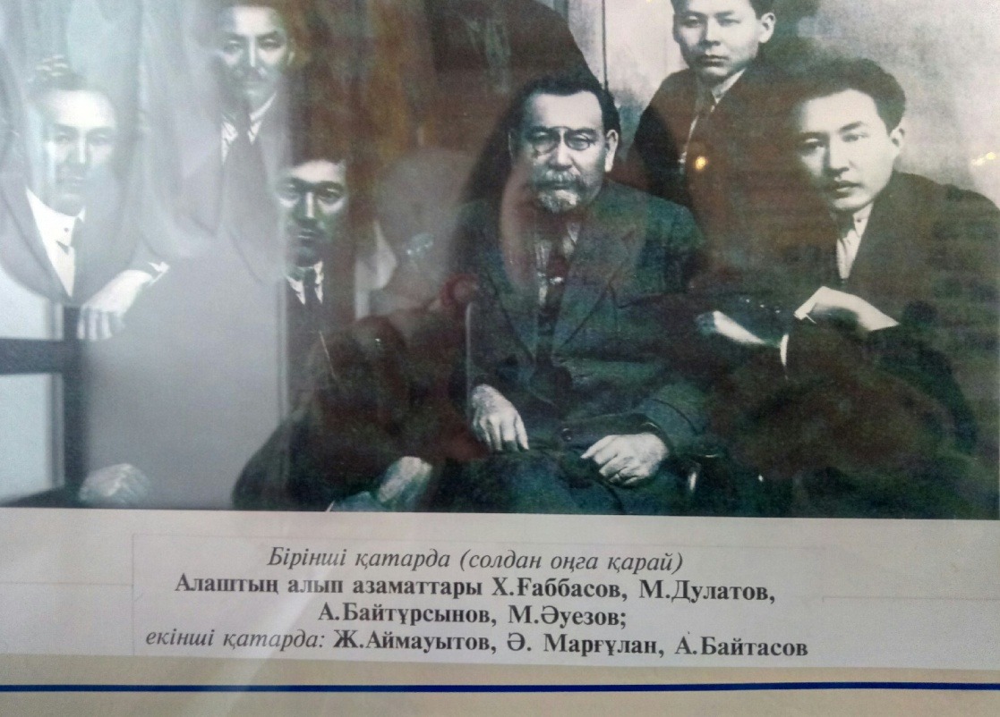 Бірінші қатарда (солдан оңға қарай)
Алаштың алып азаматтары Х.Ғаббасов, М.Дулатов,
А.Байтұрсынов, М.Әуезов;
екінші қатарда: Ж.Аймауытов, Ә. Марғұлан, А.Байтасов